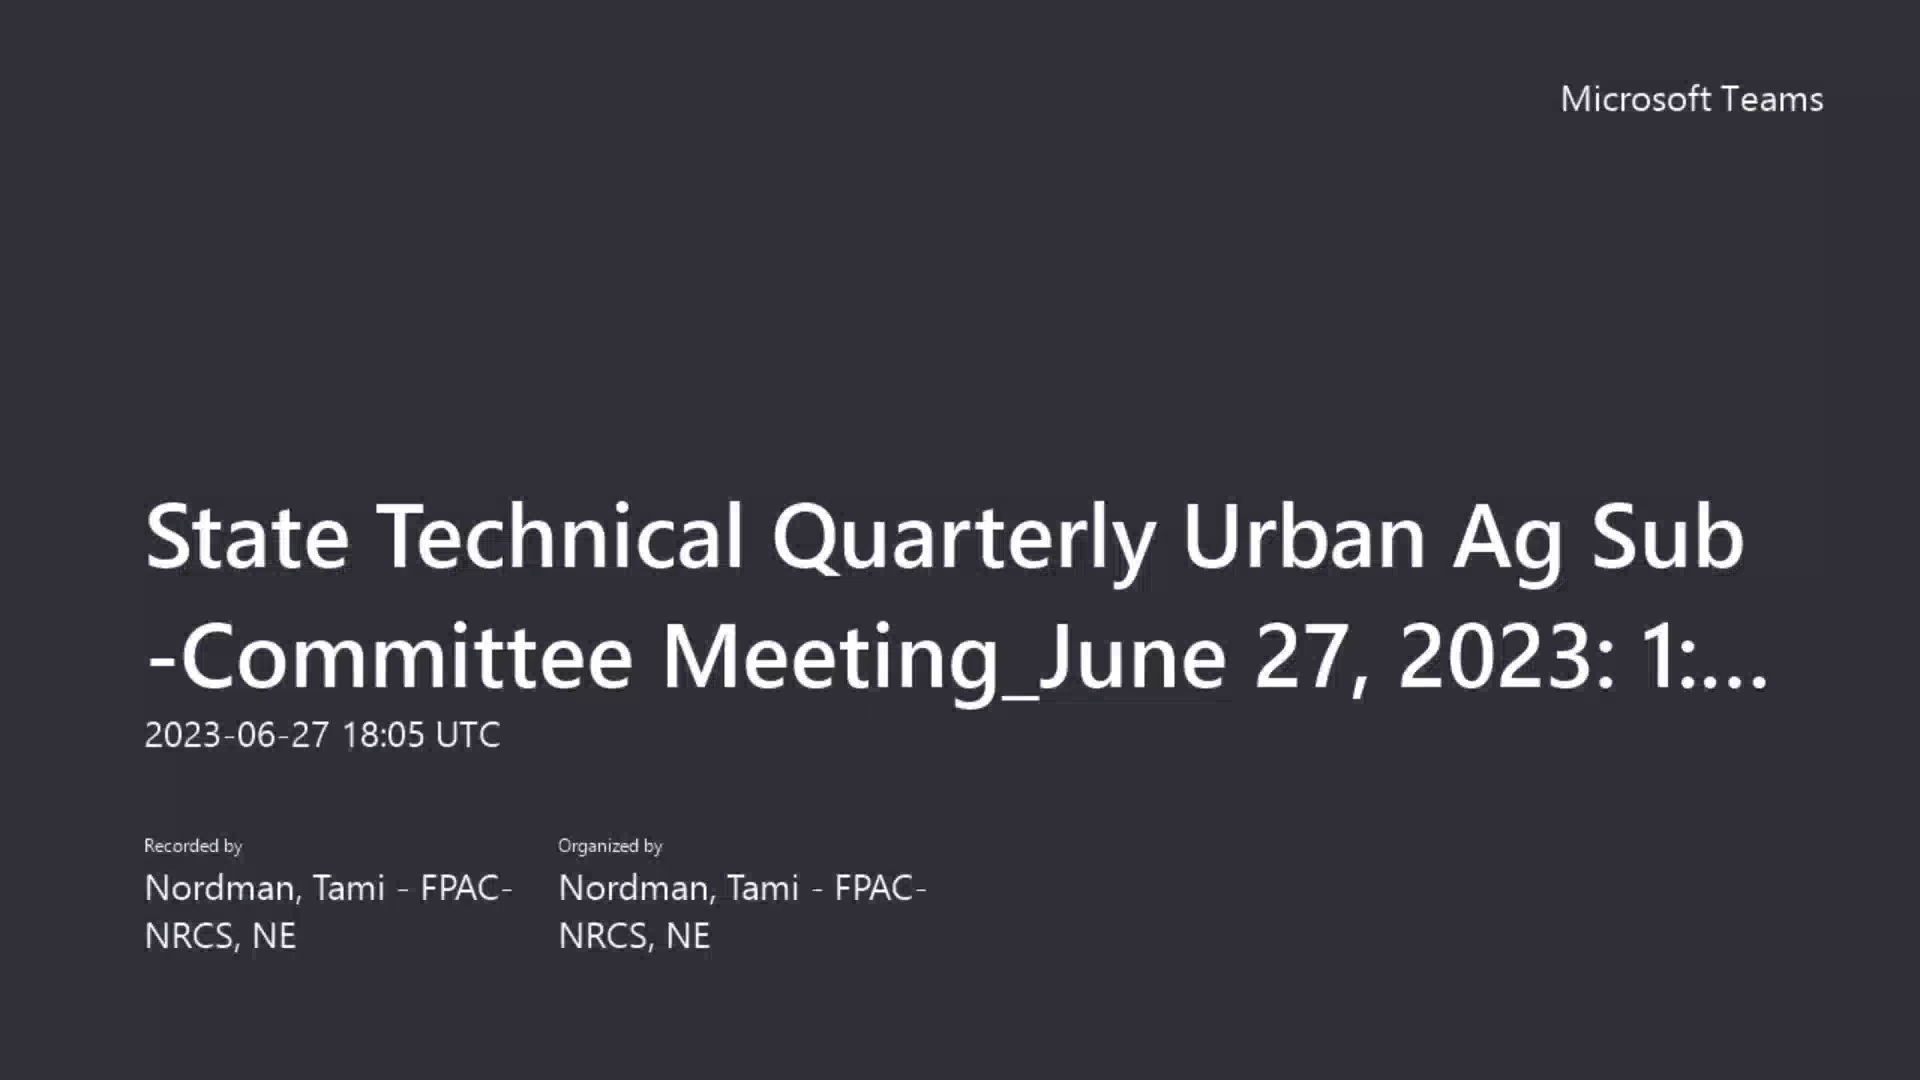 Microsoft Teams
State Technical Quarterly Urban Ag Sub
-Committee Meeting_June 27, 2023: 1:...
2023-06-27 18:05 UTC
Recorded by
Nordman, Tami - FPAC-
NRCS, NE
Organized by
Nordman, Tami - FPAC-
NRCS, NE